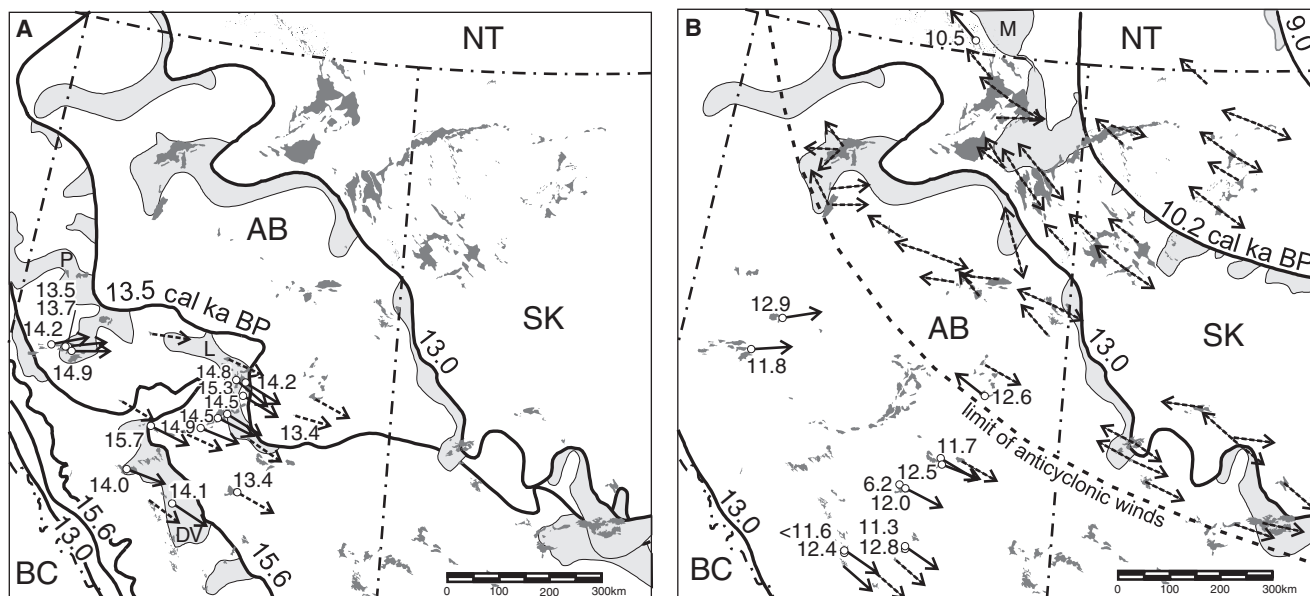 A
NT
AB
P
13.5
13.7
14.2
14.9
13.5 cal ka BP
SK
L
14.8
14.2
15.3
14.5
14.5
14.9
13.4
13.0
15.7
14.0
14.1
13.4
DV
15.6
13.0
15.6
BC
0 100 200 300km
B
M
NT
9.0
10.5
10.2 cal ka BP
12.9
AB
11.8
SK
13.0
12.6
limit of anticyclonic winds
11.7
12.5
6.2
12.0
13.0
<11.6
12.4
11.3
12.8
BC
0 100 200 300km